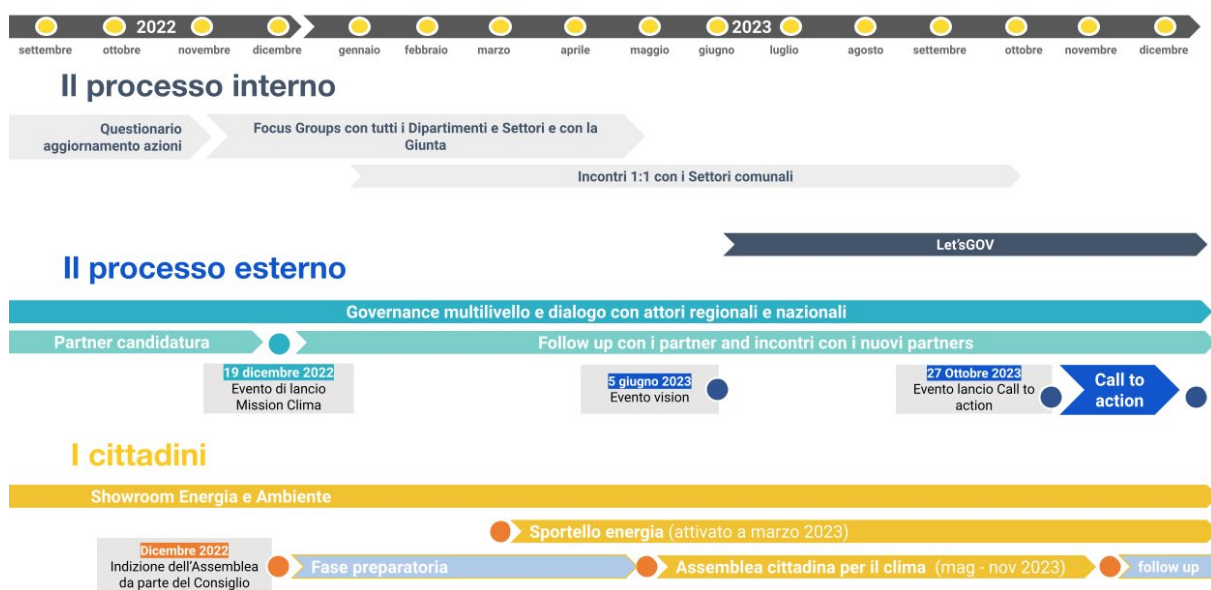 2022
2023
settembre ottobre novembre dicembre gennaio febbraio marzo aprile maggio giugno luglio agosto settembre ottobre novembre dicembre
Il processo interno
Questionario
aggiornamento azioni
Focus Groups con tutti i Dipartimenti e Settori e con la
Giunta
Incontri 1:1 con i Settori comunali
Let'sGOV
Il processo esterno
Governance multilivello e dialogo con attori regionali e nazionali
Partner candidatura
Follow up con i partner and incontri con i nuovi partners
19 dicembre 2022
Evento di lancio
Mission Clima
5 giugno 2023
Evento vision
27 Ottobre 2023
Evento lancio Call to
action
Call to
action
I cittadini
Showroom Energia e Ambiente
Sportello energia (attivato a marzo 2023)
Dicembre 2022
Indizione dell'Assemblea
da parte del Consiglio
Fase preparatoria
Assemblea cittadina per il clima (mag - nov 2023)
follow up